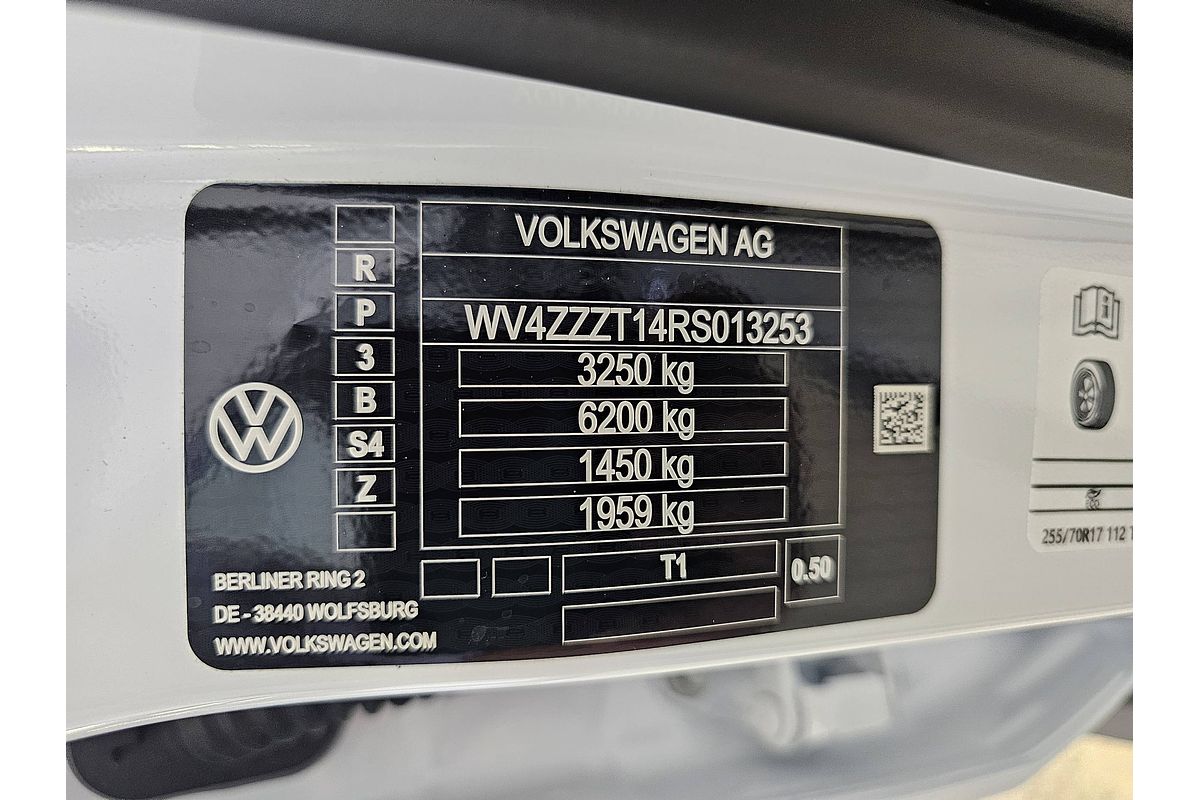 VOLKSWAGEN AG
WV4ZZZT14RS013253
3250 kg
6200 kg
1450 kg
1959 kg
R
P
3
B
S4
Z
T1
0.50
BERLINER RING 2
DE - 38440 WOLFSBURG
WWW.VOLKSWAGEN.COM
255/70R17 112